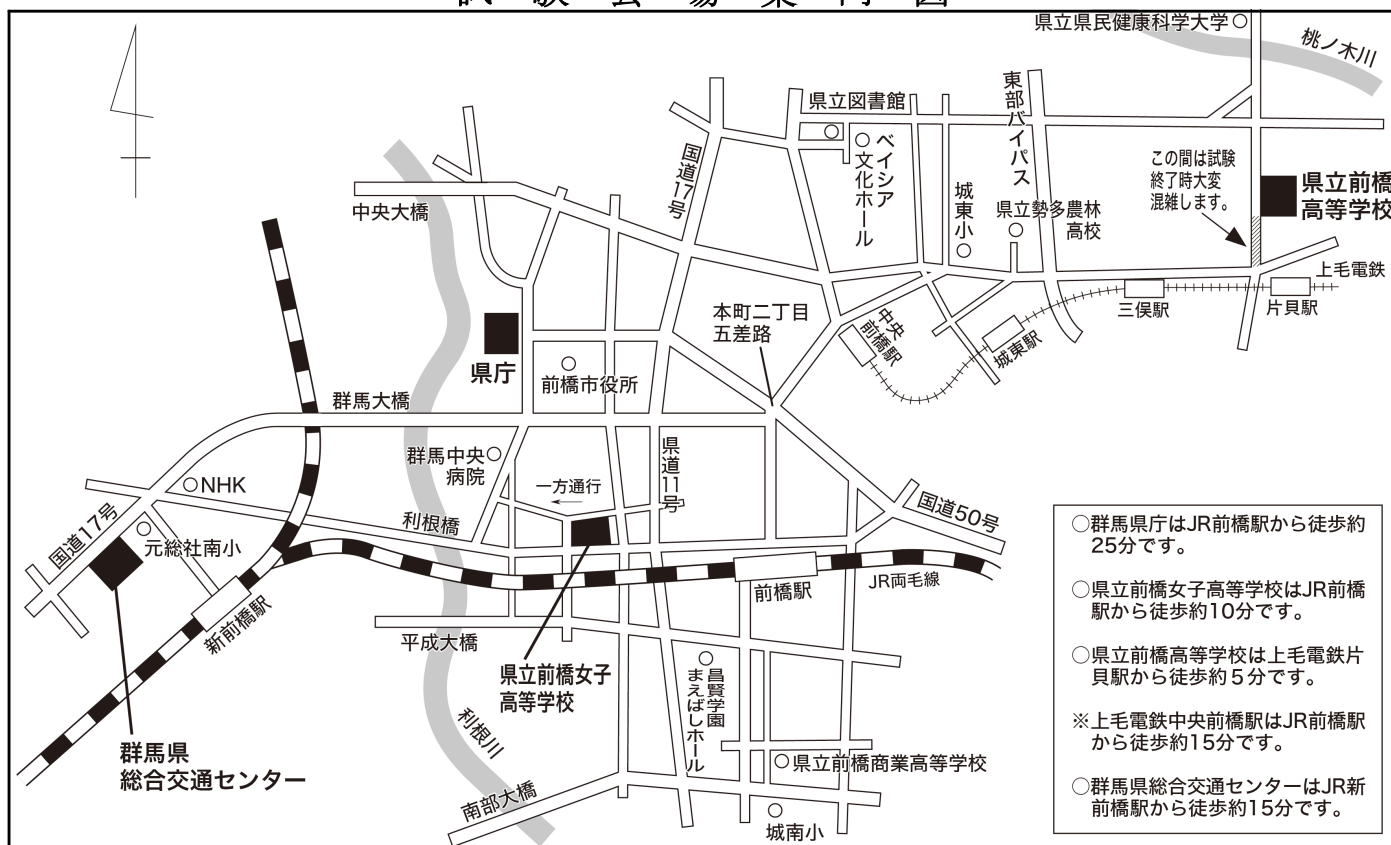 試験会場案内図
県立県民健康科学大学
桃ノ木川
県立図書館
東部バイパス
国道17号
ベイシア
文化ホール
この間は試験
終了時大変
混雑します。
県立前橋
高等学校
中央大橋
城東小
県立勢多農林
高校
上毛電鉄
三俣駅
片貝駅
本町二丁目
五差路
中央
前橋駅
城東駅
県庁
前橋市役所
群馬大橋
群馬中央
病院
県道11号
NHK
一方通行
←
利根橋
国道50号
国道17号
元総社南小
前橋駅
JR両毛線
新前橋駅
平成大橋
県立前橋女子
高等学校
昌賢学園
まえばしホール
利根川
群馬県
総合交通センター
県立前橋商業高等学校
南部大橋
城南小
○群馬県庁はJR前橋駅から徒歩約
25分です。
○県立前橋女子高等学校はJR前橋
駅から徒歩約10分です。
○県立前橋高等学校は上毛電鉄片
貝駅から徒歩約５分です。
※上毛電鉄中央前橋駅はJR前橋駅
から徒歩約15分です。
○群馬県総合交通センターはJR新
前橋駅から徒歩約15分です。